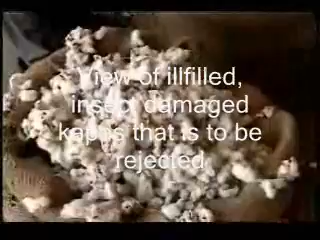 View of illfilled,
insect damaged
kapas that is to be
rejected